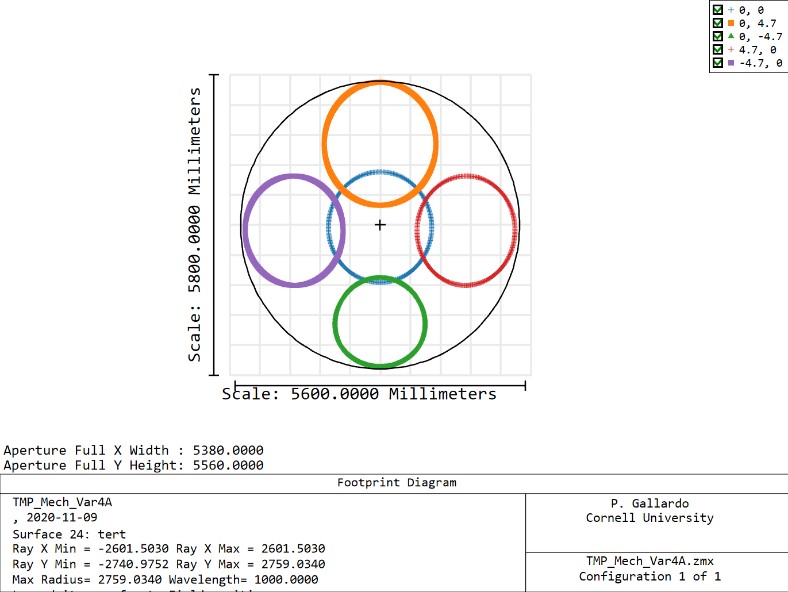 0, 0
0, 4.7
0, -4.7
4.7, 0
-4.7, 0
Scale: 5800.0000 Millimeters
Scale: 5600.0000 Millimeters
Aperture Full X Width : 5380.0000
Aperture Full Y Height: 5560.0000
Footprint Diagram
TMP_Mech_Var4A
, 2020-11-09
Surface 24: tert
Ray X Min = -2601.5030 Ray X Max = 2601.5030
Ray Y Min = -2740.9752 Ray Y Max = 2759.0340
Max Radius= 2759.0340 Wavelength= 1000.0000
P. Gallardo
Cornell University
TMP_Mech_Var4A.zmx
Configuration 1 of 1